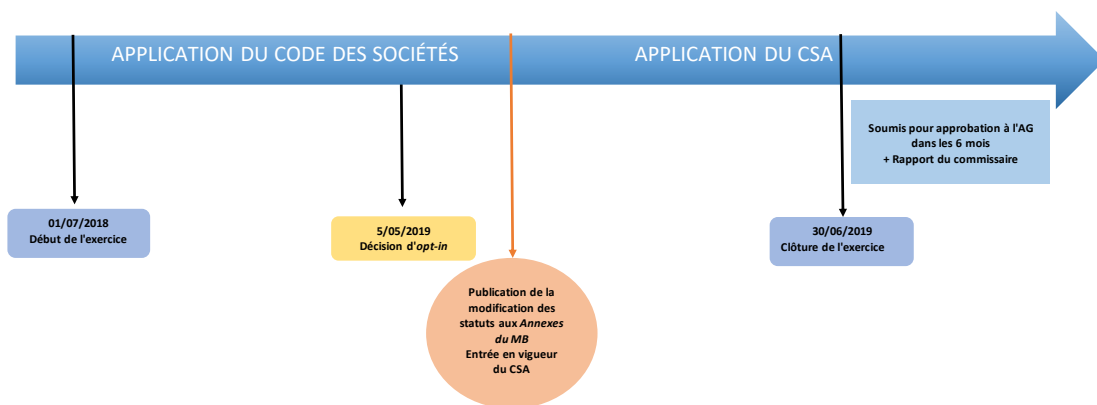 APPLICATION DU CODE DES SOCIÉTÉS
APPLICATION DU CSA
Soumis pour approbation à l'AG
dans les 6 mois
+ Rapport du commissaire
01/07/2018
Début de l'exercice
5/05/2019
Décision d'opt-in
30/06/2019
Clôture de l'exercice
Publication de la
modification des
statuts aux Annexes
du MB
Entrée en vigueur
du CSA